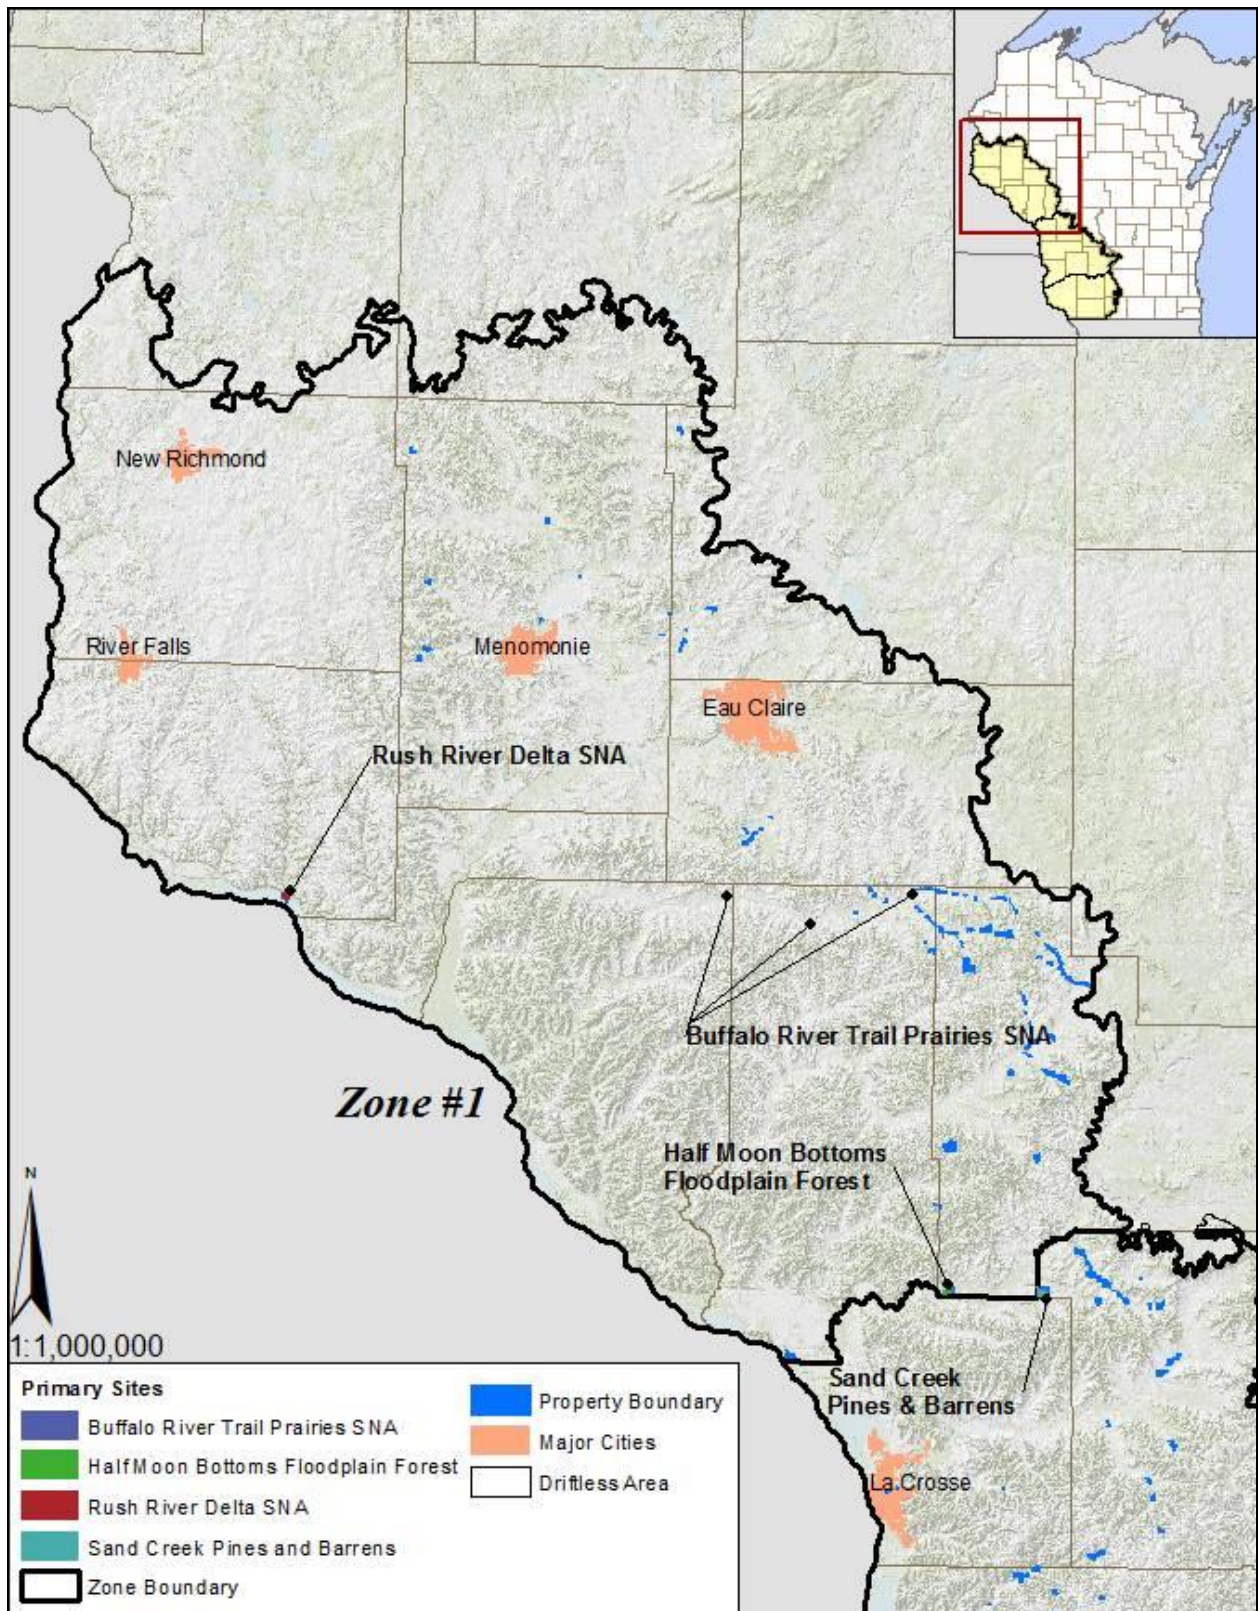 New Richmond
River Falls
Menomonie
Eau Claire
Rush River Delta SNA
Buffalo River Trail Prairies SNA
Zone #1
Half Moon Bottoms
Floodplain Forest
N
1:1,000,000
Sand Creek
Pines & Barrens
La Crosse
Primary Sites
Buffalo River Trail Prairies SNA
Half Moon Bottoms Floodplain Forest
Rush River Delta SNA
Sand Creek Pines and Barrens
Zone Boundary
Property Boundary
Major Cities
Driftless Area